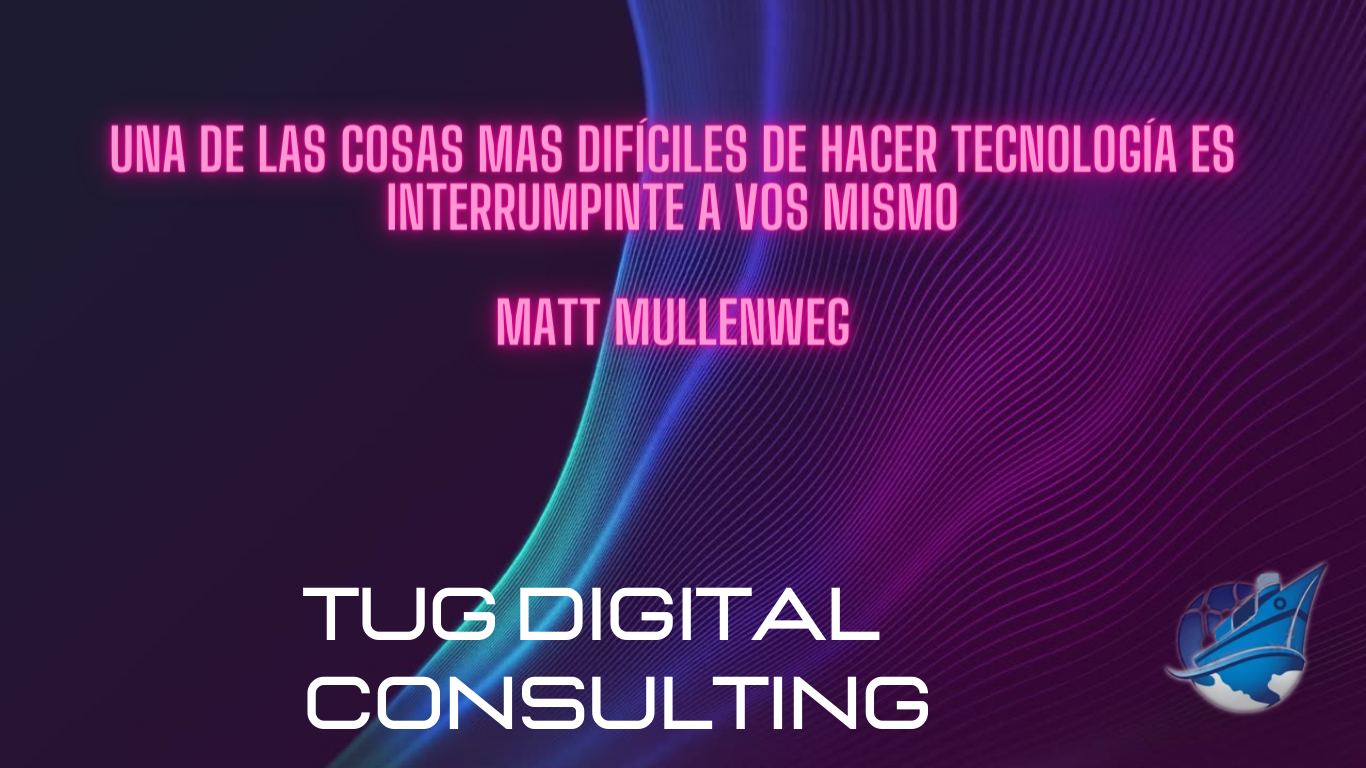 UNA DE LAS COSAS MAS DIFÍCILES DE HACER TECNOLOGÍA ES
INTERRUMPINTE A VOS MISMO
MATT MULLENWEG
TUG DIGITAL
CONSULTING